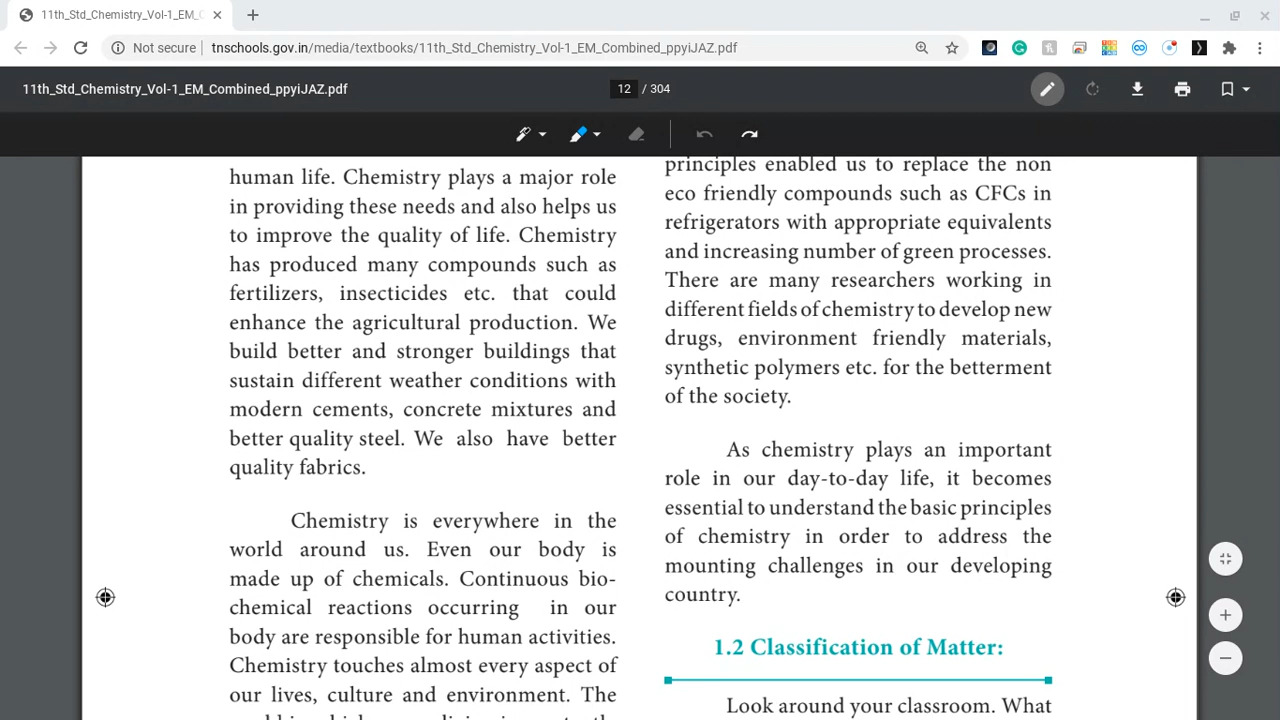 11th_Std_Chemistry_Vol-1_EM_C
Not secure
tnschools.gov.in/media/textbooks/11th_Std_Chemistry_Vol-1_EM_Combined_ppyiJAZ.pdf
11th_Std_Chemistry_Vol-1_EM_Combined_ppyiJAZ.pdf
12 / 304
human life. Chemistry plays a major role
in providing these needs and also helps us
to improve the quality of life. Chemistry
has produced many compounds such as
fertilizers, insecticides etc. that could
enhance the agricultural production. We
build better and stronger buildings that
sustain different weather conditions with
modern cements, concrete mixtures and
better quality steel. We also have better
quality fabrics.
Chemistry is everywhere in the
world around us. Even our body is
made up of chemicals. Continuous bio-
chemical reactions occurring in our
body are responsible for human activities.
Chemistry touches almost every aspect of
our lives, culture and environment. The
principles enabled us to replace the non
eco friendly compounds such as CFCs in
refrigerators with appropriate equivalents
and increasing number of green processes.
There are many researchers working in
different fields of chemistry to develop new
drugs, environment friendly materials,
synthetic polymers etc. for the betterment
of the society.
As chemistry plays an important
role in our day-to-day life, it becomes
essential to understand the basic principles
of chemistry in order to address the
mounting challenges in our developing
country.
1.2 Classification of Matter:
Look around your classroom. What